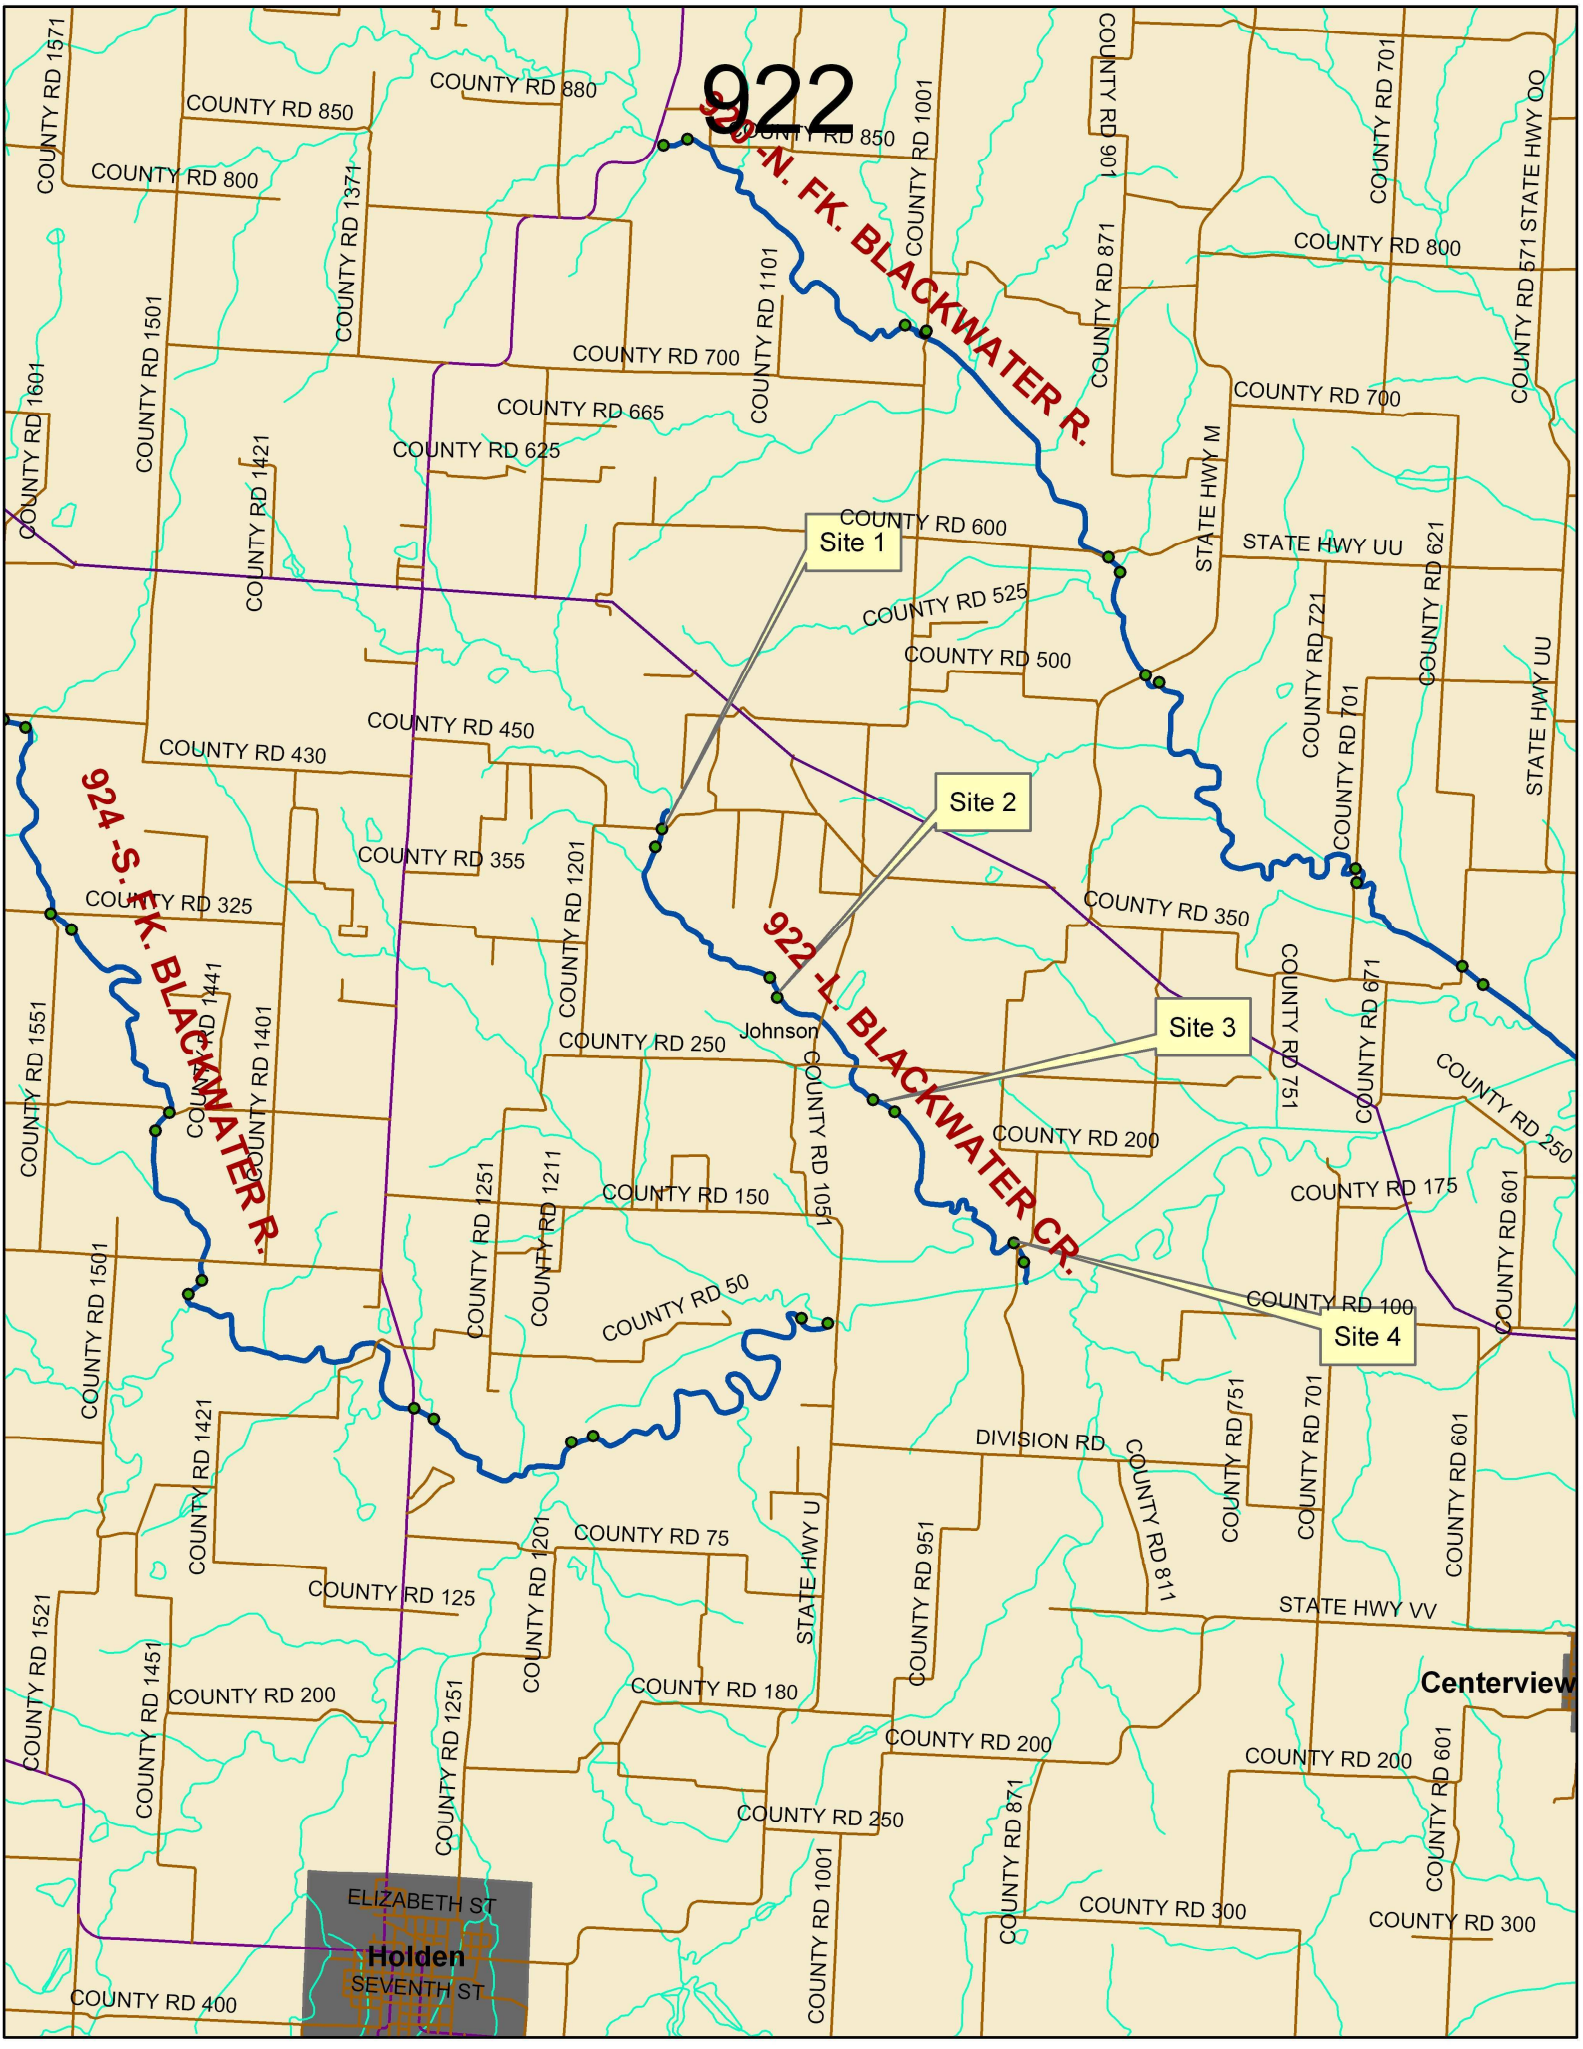 922
COUNTY RD 1571
COUNTY RD 850
COUNTY RD 880
COUNTY RD 850
COUNTY RD 1001
COUNTY RD 901
COUNTY RD 701
STATE HWY OO
COUNTY RD 571
COUNTY RD 800
COUNTY RD 1371
920 -N. FK. BLACKWATER R.
COUNTY RD 871
COUNTY RD 800
COUNTY RD 1501
COUNTY RD 1101
COUNTY RD 700
COUNTY RD 700
COUNTY RD 1601
COUNTY RD 665
COUNTY RD 625
COUNTY RD 1421
STATE HWY M
COUNTY RD 600
Site 1
STATE HWY UU
COUNTY RD 621
COUNTY RD 525
COUNTY RD 721
COUNTY RD 500
COUNTY RD 701
STATE HWY UU
COUNTY RD 450
COUNTY RD 430
924 -S. FK. BLACKWATER R.
Site 2
COUNTY RD 355
COUNTY RD 1201
COUNTY RD 325
COUNTY RD 350
922 -L. BLACKWATER CR.
COUNTY RD 1441
COUNTY RD 1551
COUNTY RD 1401
COUNTY RD 751
COUNTY RD 671
Site 3
Johnson
COUNTY RD 250
COUNTY RD 1051
COUNTY RD 250
COUNTY RD 200
COUNTY RD 1251
COUNTY RD 1211
COUNTY RD 150
COUNTY RD 175
COUNTY RD 601
COUNTY RD 1501
COUNTY RD 50
COUNTY RD 100
Site 4
COUNTY RD 1421
DIVISION RD
COUNTY RD 811
COUNTY RD 751
COUNTY RD 701
COUNTY RD 601
COUNTY RD 75
COUNTY RD 1201
STATE HWY U
COUNTY RD 951
COUNTY RD 125
STATE HWY VV
COUNTY RD 1521
COUNTY RD 1451
COUNTY RD 200
COUNTY RD 1251
COUNTY RD 180
Centerview
COUNTY RD 200
COUNTY RD 200
COUNTY RD 601
COUNTY RD 871
COUNTY RD 250
COUNTY RD 1001
ELIZABETH ST
COUNTY RD 300
COUNTY RD 300
Holden
SEVENTH ST
COUNTY RD 400